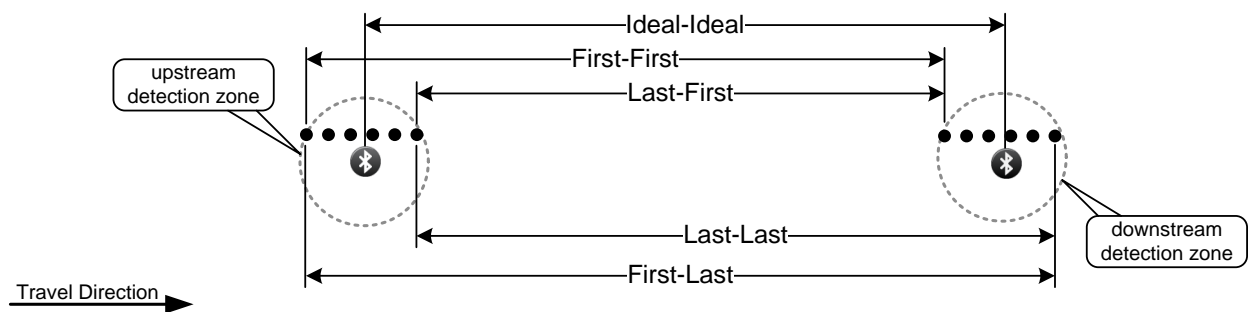 Ideal-Ideal
First-First
upstream
detection zone
Last-First
Last-Last
downstream
detection zone
First-Last
Travel Direction